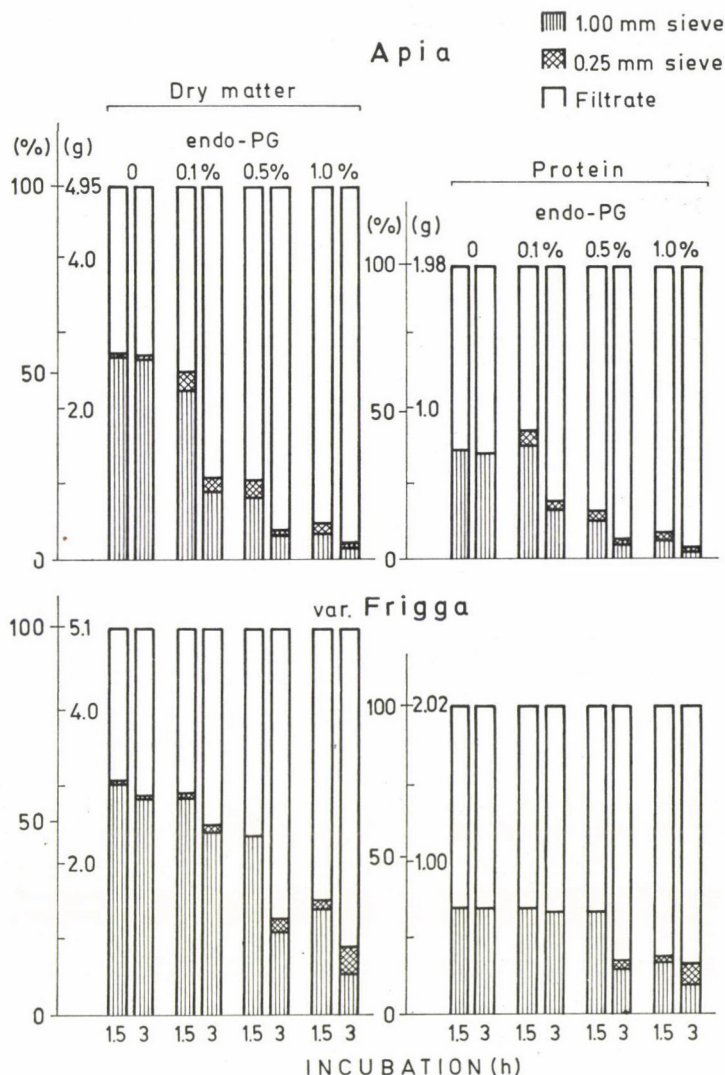 Apia
1.00 mm sieve
0.25 mm sieve
Filtrate
Dry matter
endo-PG
(%) (g) 0 0.1 % 0.5 % 1.0 %
100 4.95
4.0
50
2.0
0
Protein
endo-PG
(%) (g) 0 0.1 % 0.5 % 1.0 %
100 1.98
50 1.0
0
var. Frigga
100 5.1
4.0
50
2.0
0
100 2.02
50 1.00
0
1.5 3 1.5 3 1.5 3 1.5 3
1.5 3 1.5 3 1.5 3 1.5 3
INCUBATION (h)